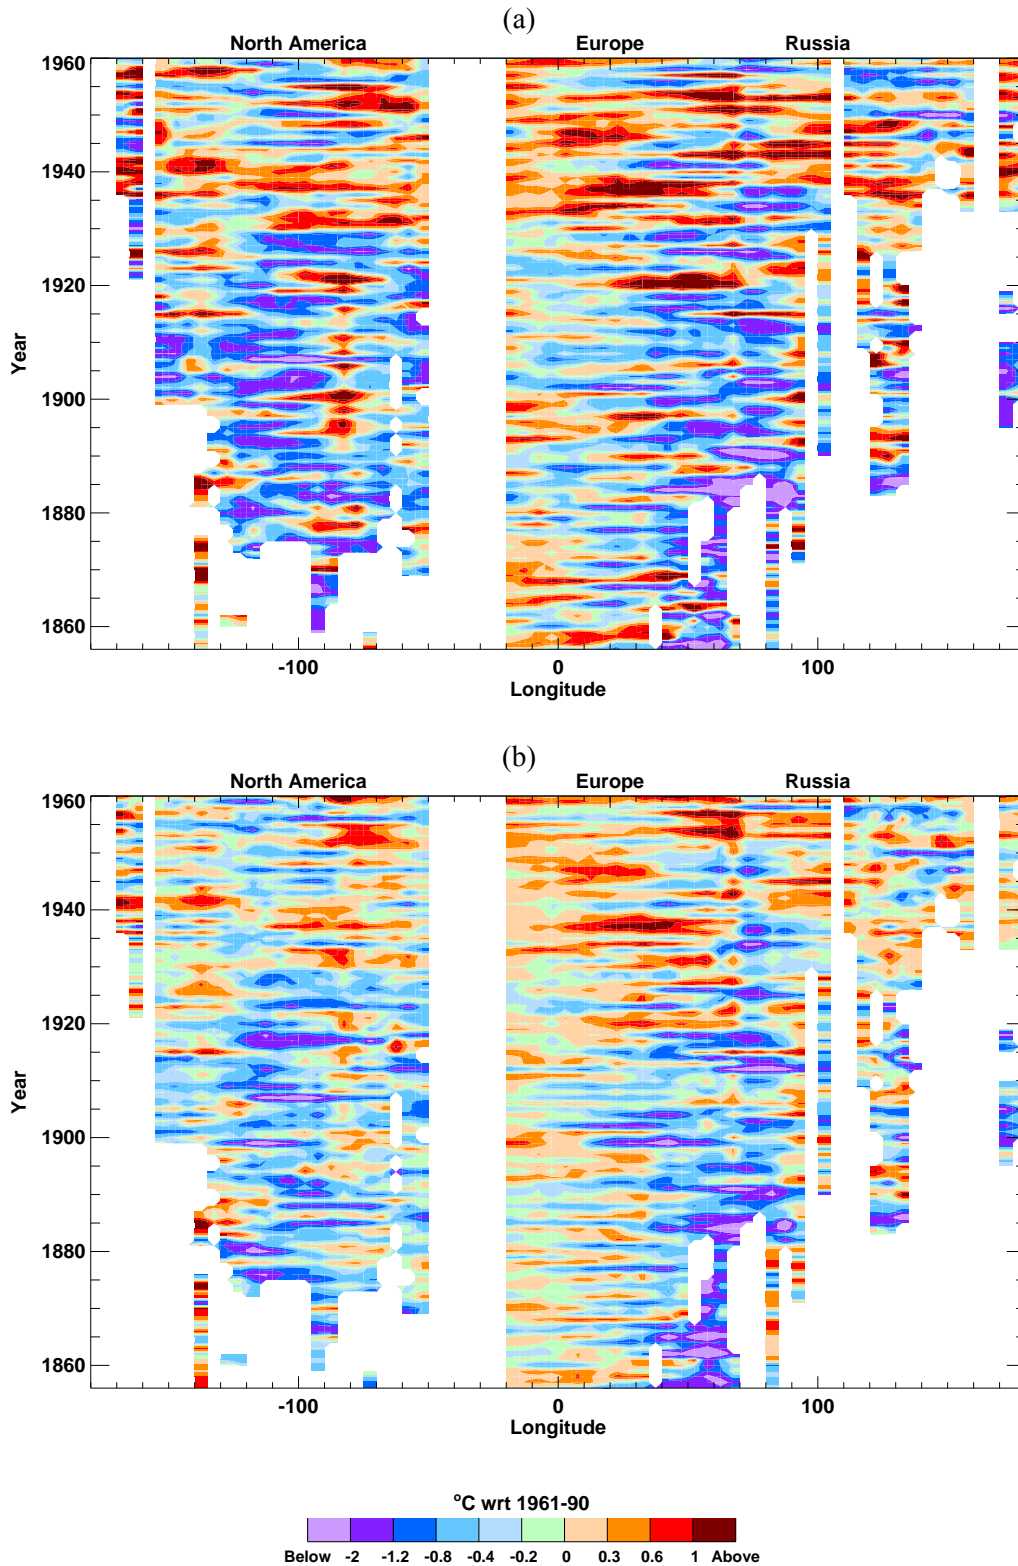 (a)
North America Europe Russia
1960
1940
1920
1900
1880
1860
Year
-100 0 100
Longitude
(b)
North America Europe Russia
1960
1940
1920
1900
1880
1860
Year
-100 0 100
Longitude
°C wrt 1961-90
Below -2 -1.2 -0.8 -0.4 -0.2 0 0.3 0.6 1 Above